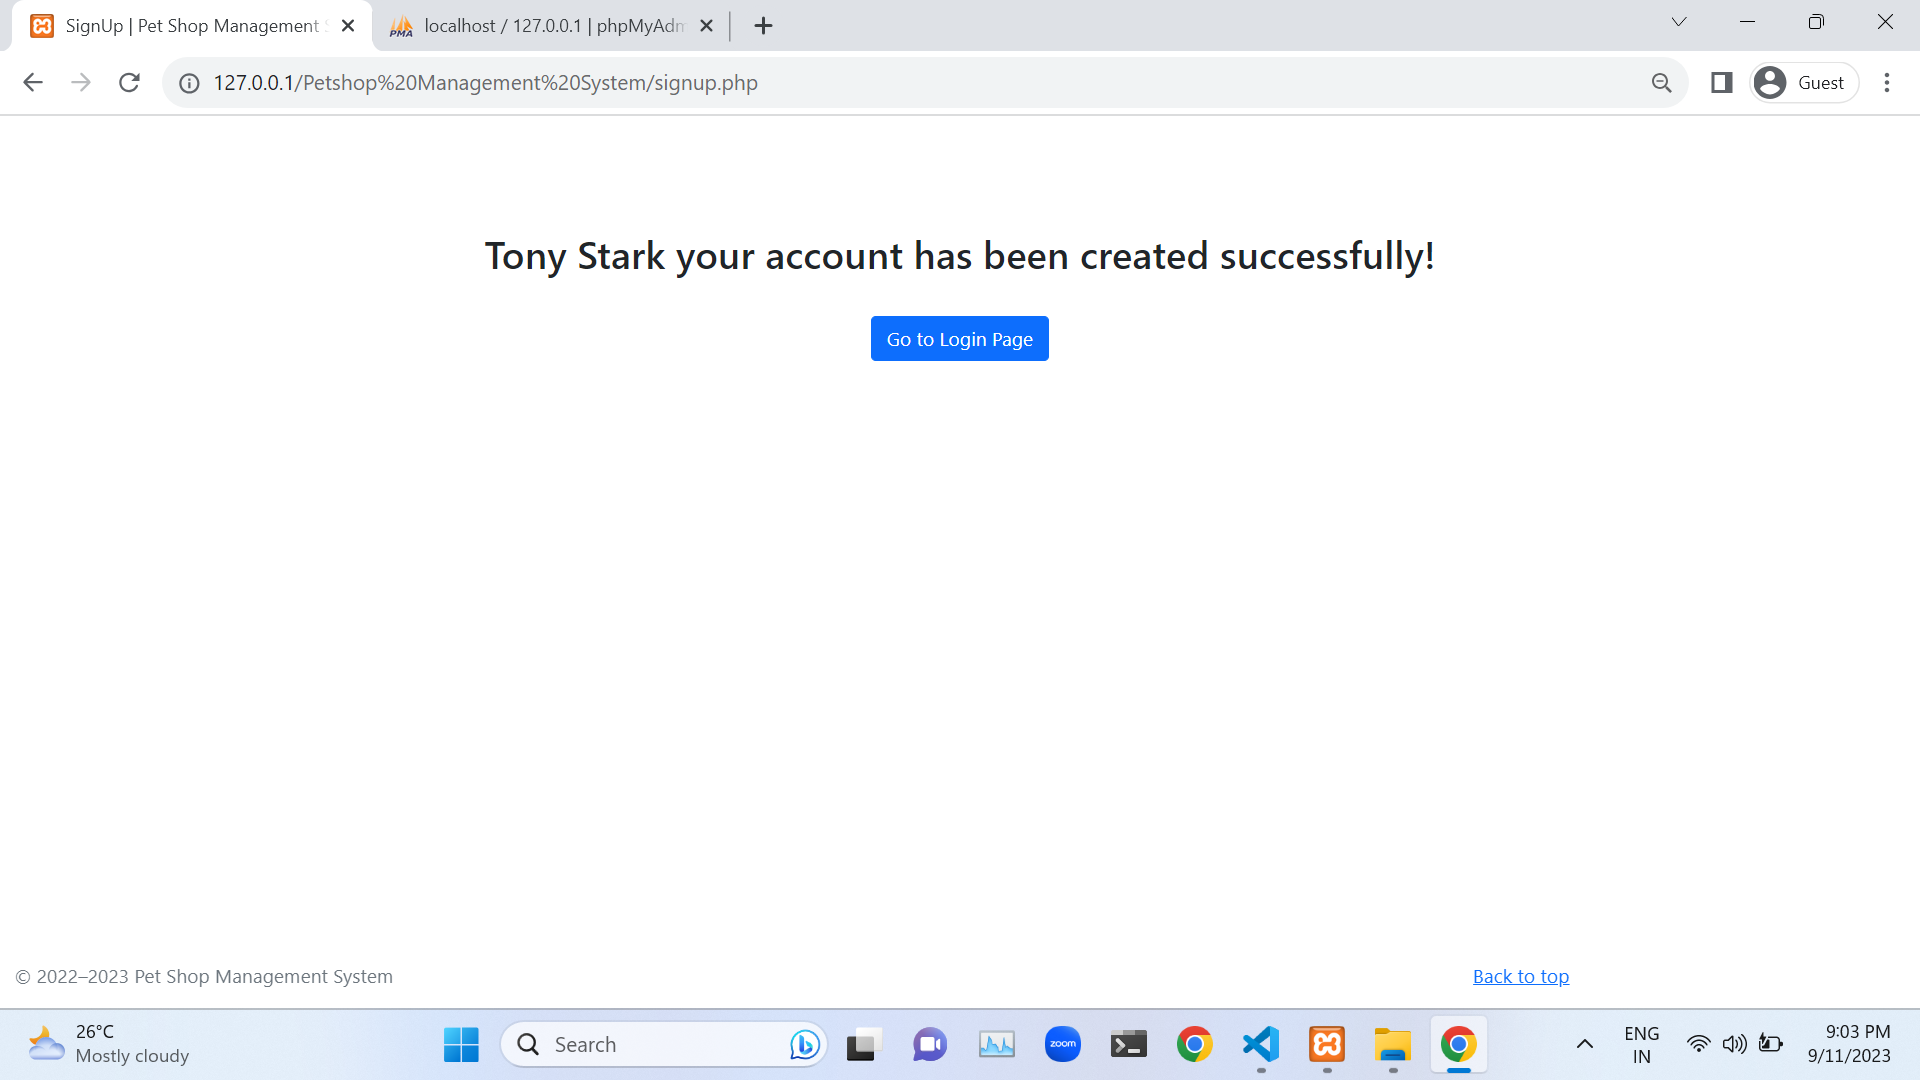 SignUp | Pet Shop Management
localhost / 127.0.0.1 | phpMyAdm
127.0.0.1/Petshop%20Management%20System/signup.php
Guest
Tony Stark your account has been created successfully!
Go to Login Page
© 2022–2023 Pet Shop Management System
Back to top
26°C
Mostly cloudy
Search
zoom
ENG
IN
9:03 PM
9/11/2023
PMA